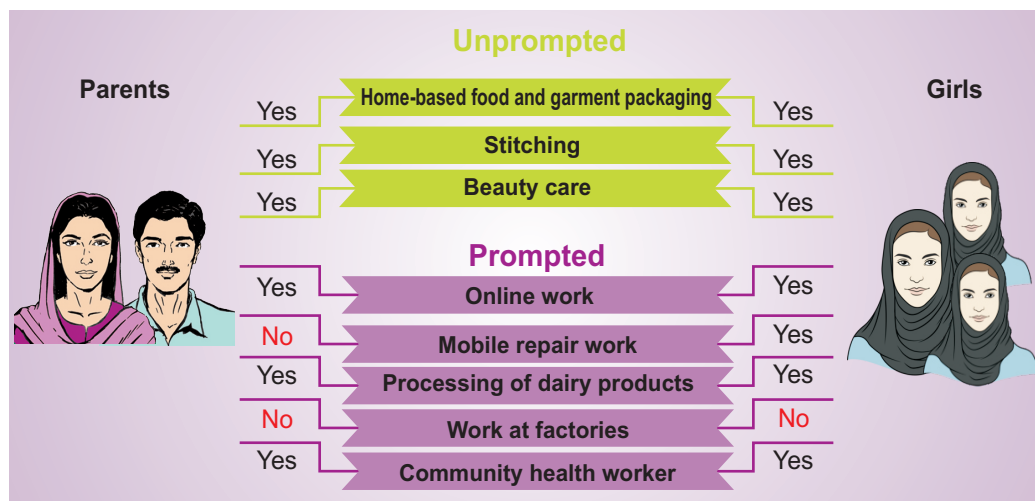 Unprompted
Parents
Girls
Yes Home-based food and garment packaging Yes
Yes Stitching Yes
Yes Beauty care Yes
Prompted
Yes Online work Yes
No Mobile repair work Yes
Yes Processing of dairy products Yes
No Work at factories No
Yes Community health worker Yes